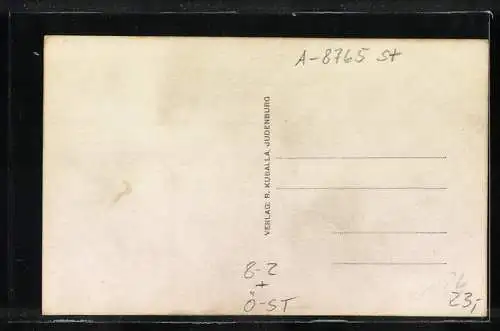 A-8765 St
VERLAG: R. KUBALLA, JUDENBURG
8-2
+
Ö-ST
23,-